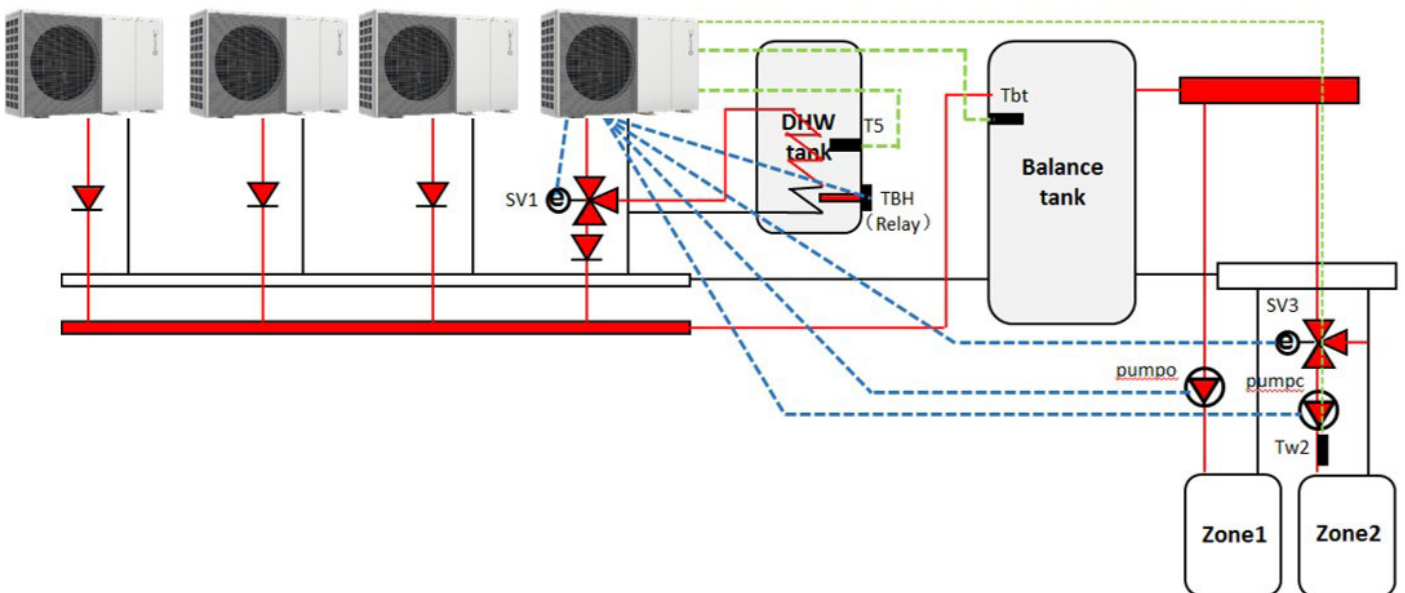 Tbt
DHW
tank
T5
Balance
tank
SV1
e
TBH
(Relay)
SV3
e
pumpo
pumpc
Tw2
Zone1
Zone2